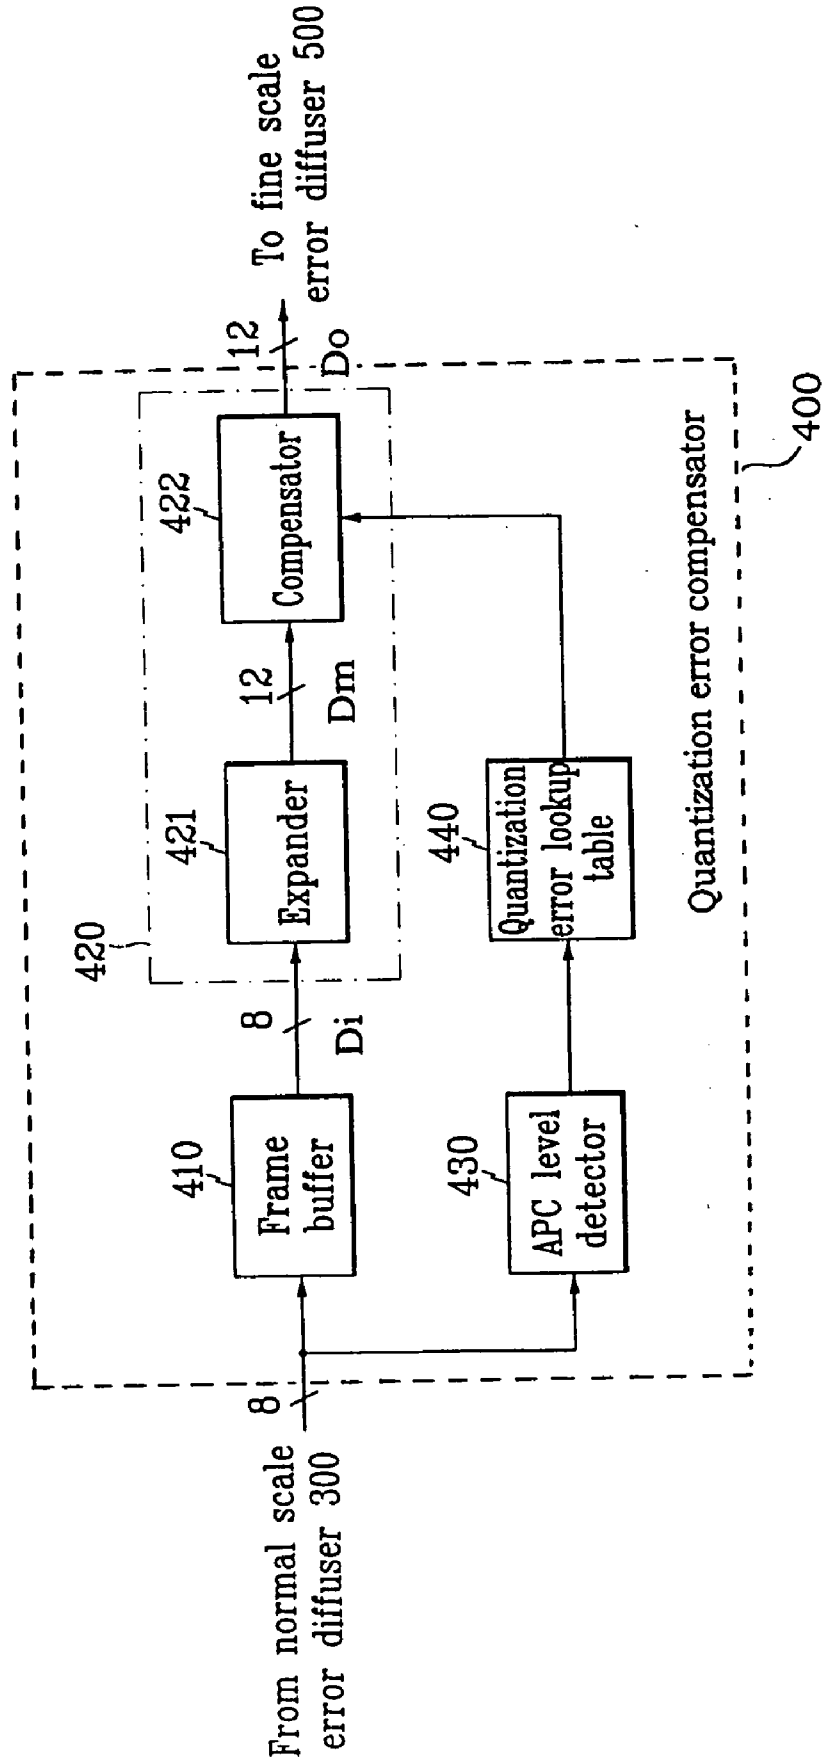 From normal scale
error diffuser 300
8
410
Frame
buffer
8
Di
420
421
Expander
12
Dm
422
Compensator
12
Do
To fine scale
error diffuser 500
430
APC level
detector
440
Quantization
error lookup
table
Quantization error compensator
400